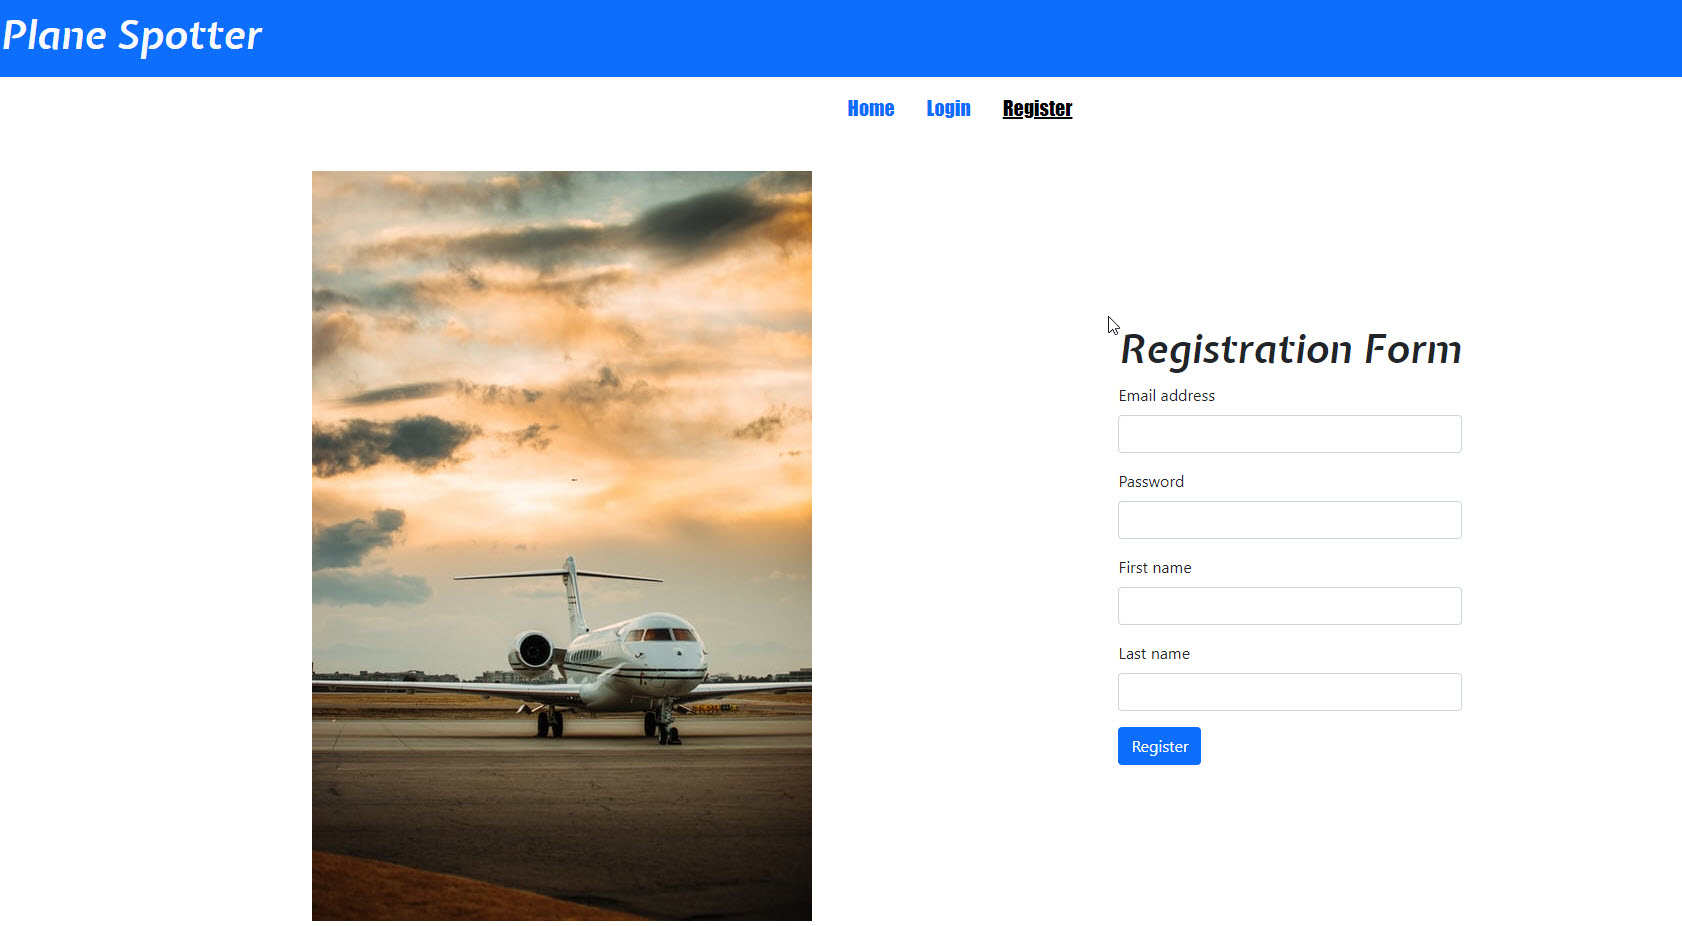 Plane Spotter
Home Login Register
Registration Form
Email address
Password
First name
Last name
Register